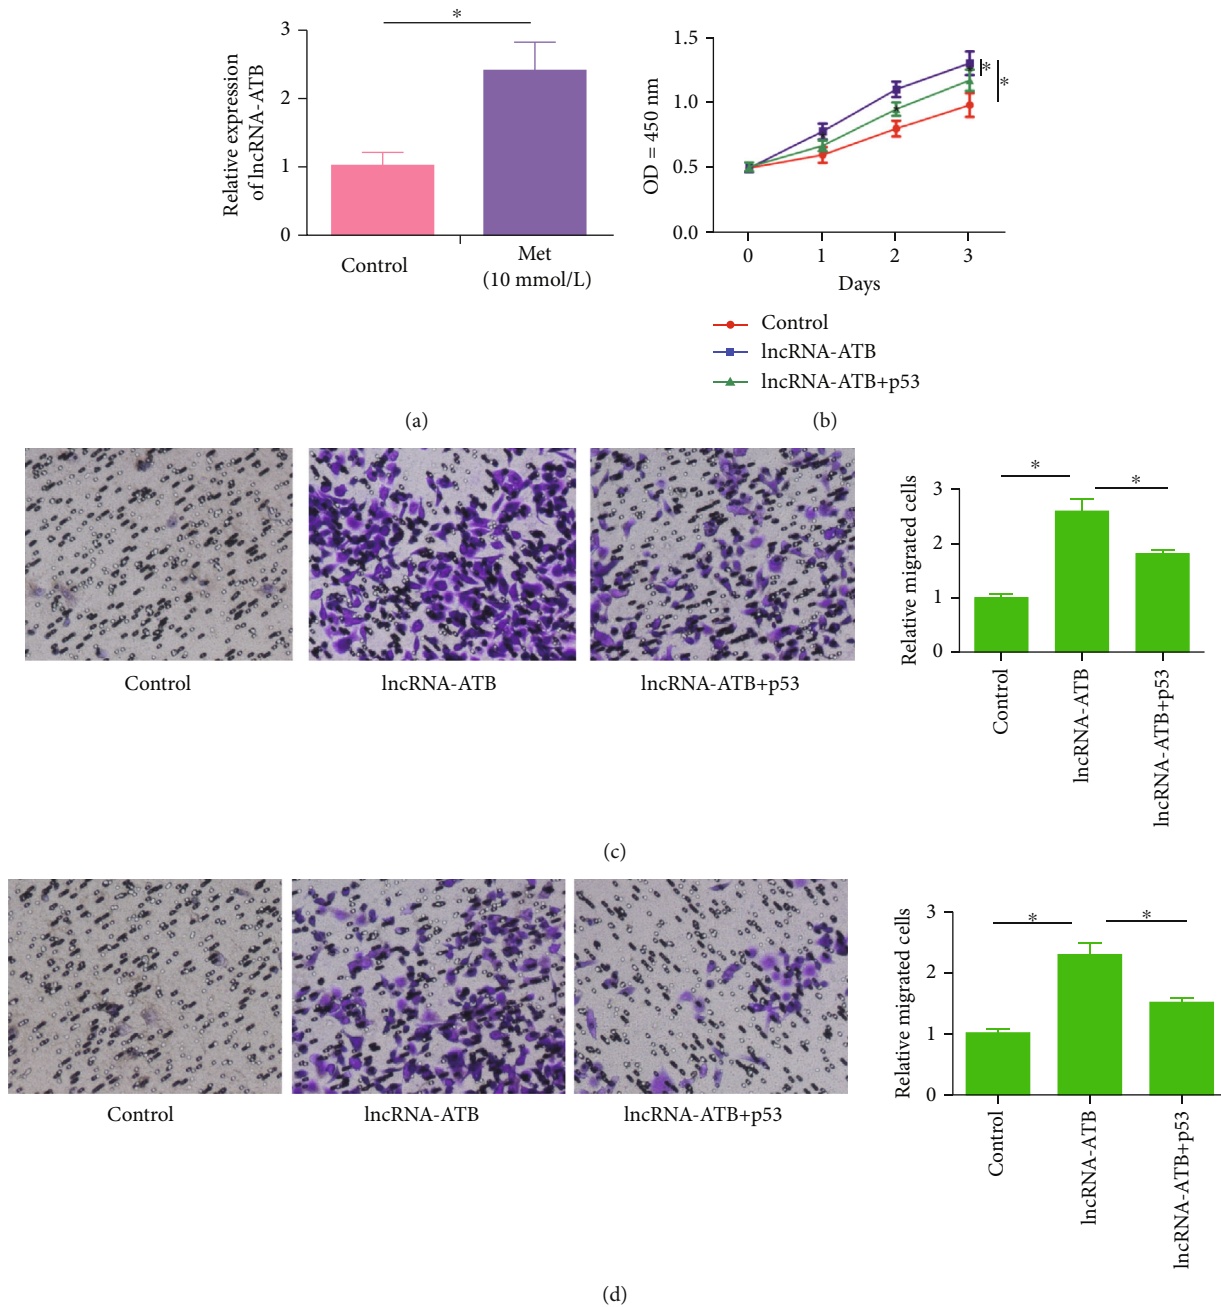 3
2
1
0
Relative expression
of lncRNA-ATB
*
Control
Met
(10 mmol/L)
(a)
1.5
1.0
0.5
0.0
OD = 450 nm
*
*
0 1 2 3
Days
Control
lncRNA-ATB
lncRNA-ATB+p53
(b)
Control
lncRNA-ATB
lncRNA-ATB+p53
3
2
1
0
Relative migrated cells
*
*
Control
lncRNA-ATB
lncRNA-ATB+p53
(c)
Control
lncRNA-ATB
lncRNA-ATB+p53
3
2
1
0
Relative migrated cells
*
*
Control
lncRNA-ATB
lncRNA-ATB+p53
(d)